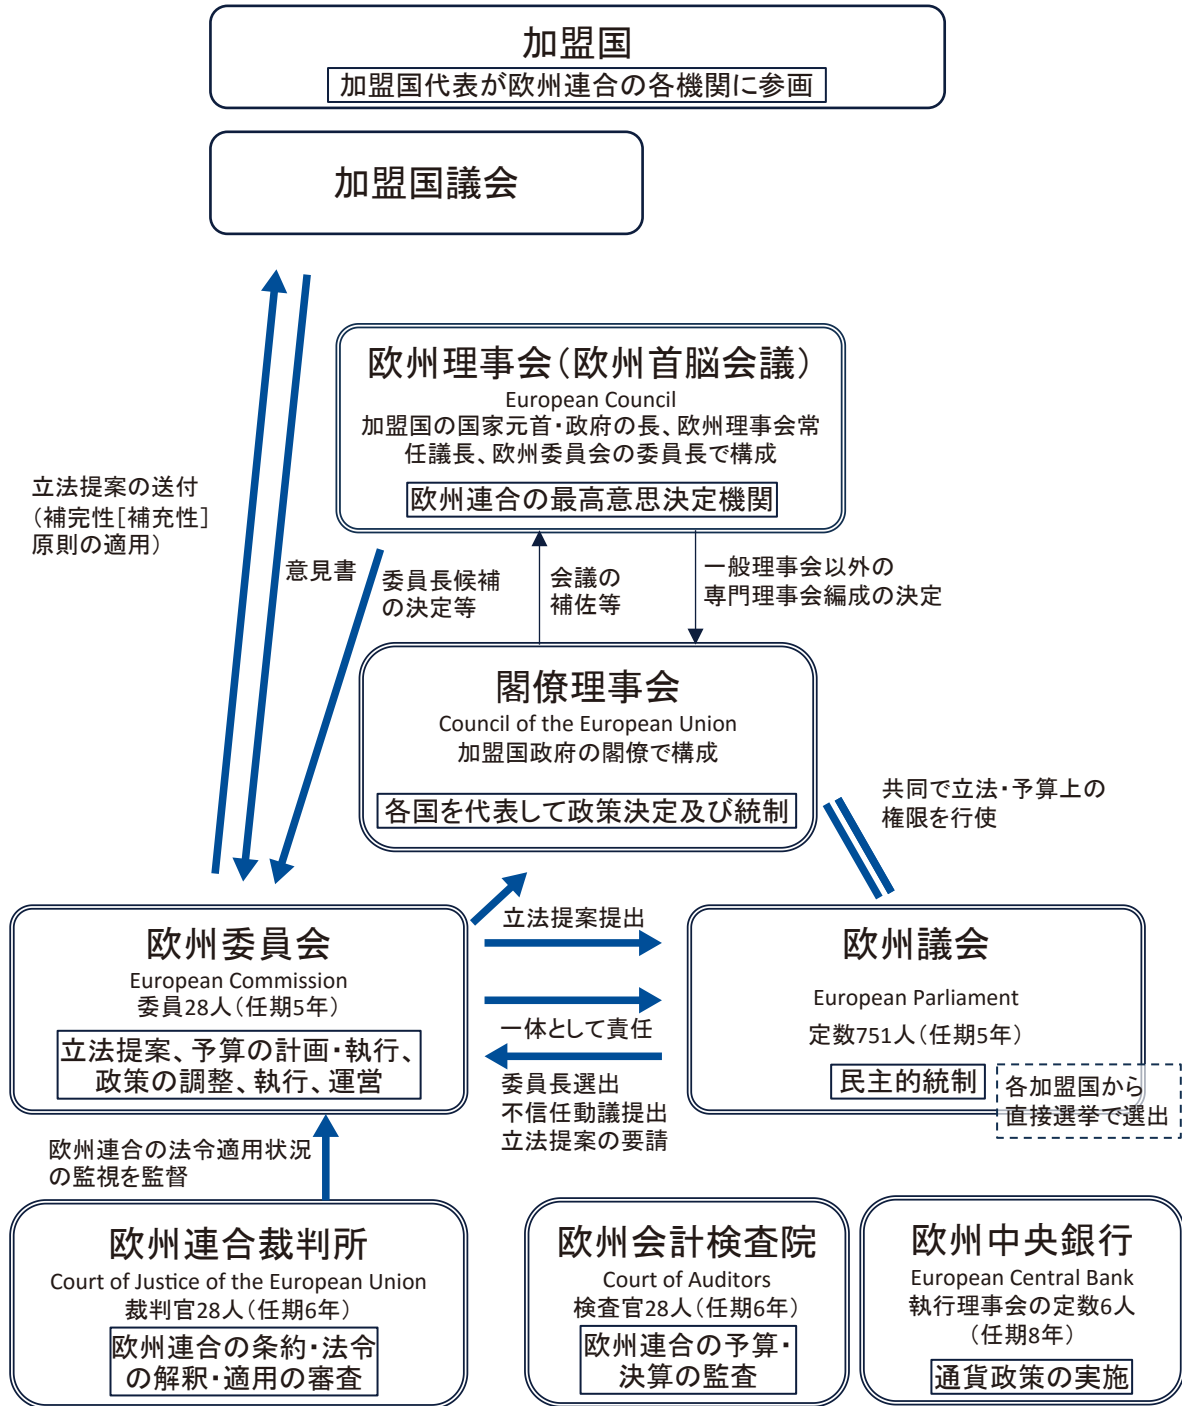 加盟国
加盟国代表が欧州連合の各機関に参画
加盟国議会
欧州理事会(欧州首脳会議)
European Council
加盟国の国家元首・政府の長、欧州理事会常
任議長、欧州委員会の委員長で構成
欧州連合の最高意思決定機関
立法提案の送付
(補完性[補充性]
原則の適用)
意見書
委員長候補
の決定等
会議の
補佐等
一般理事会以外の
専門理事会編成の決定
閣僚理事会
Council of the European Union
加盟国政府の閣僚で構成
各国を代表して政策決定及び統制
共同で立法・予算上の
権限を行使
欧州委員会
European Commission
委員28人(任期5年)
立法提案、予算の計画・執行、
政策の調整、執行、運営
立法提案提出
一体として責任
委員長選出
不信任動議提出
立法提案の要請
欧州議会
European Parliament
定数751人(任期5年)
民主的統制
各加盟国から
直接選挙で選出
欧州連合の法令適用状況
の監視を監督
欧州連合裁判所
Court of Justice of the European Union
裁判官28人(任期6年)
欧州連合の条約・法令
の解釈・適用の審査
欧州会計検査院
Court of Auditors
検査官28人(任期6年)
欧州連合の予算・
決算の監査
欧州中央銀行
European Central Bank
執行理事会の定数6人
(任期8年)
通貨政策の実施